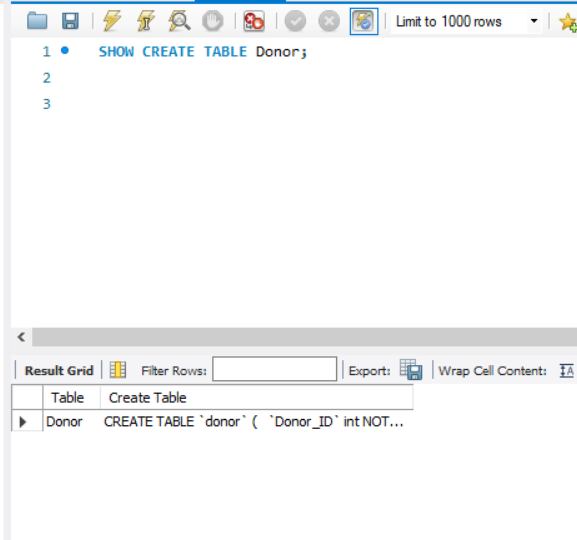 Limit to 1000 rows
1 SHOW CREATE TABLE Donor;
2
3
Result Grid Filter Rows: Export: Wrap Cell Content: IA
Table Create Table
Donor CREATE TABLE `donor` ( `Donor_ID` int NOT...